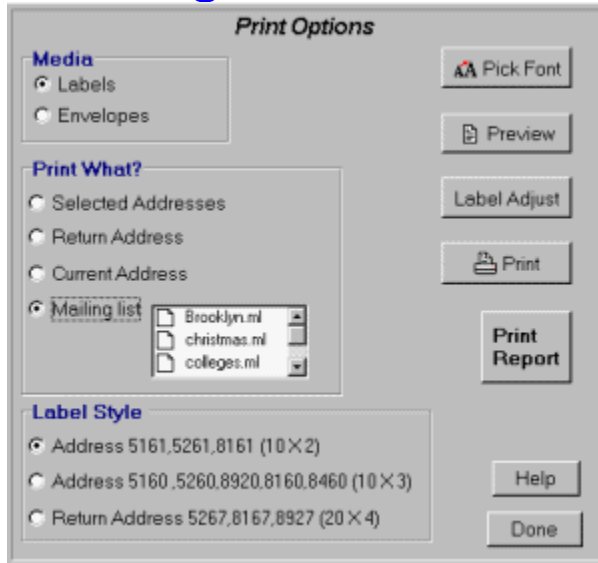 Print Options
Media
Labels
Envelopes
Print What?
Selected Addresses
Return Address
Current Address
Mailing list
Brooklyn.ml
christmas.ml
colleges.ml
Label Style
Address 5161,5261,8161 (10×2)
Address 5160 ,5260,8920,8160,8460 (10×3)
Return Address 5267,8167,8927 (20×4)
Pick Font
Preview
Label Adjust
Print
Print
Report
Help
Done